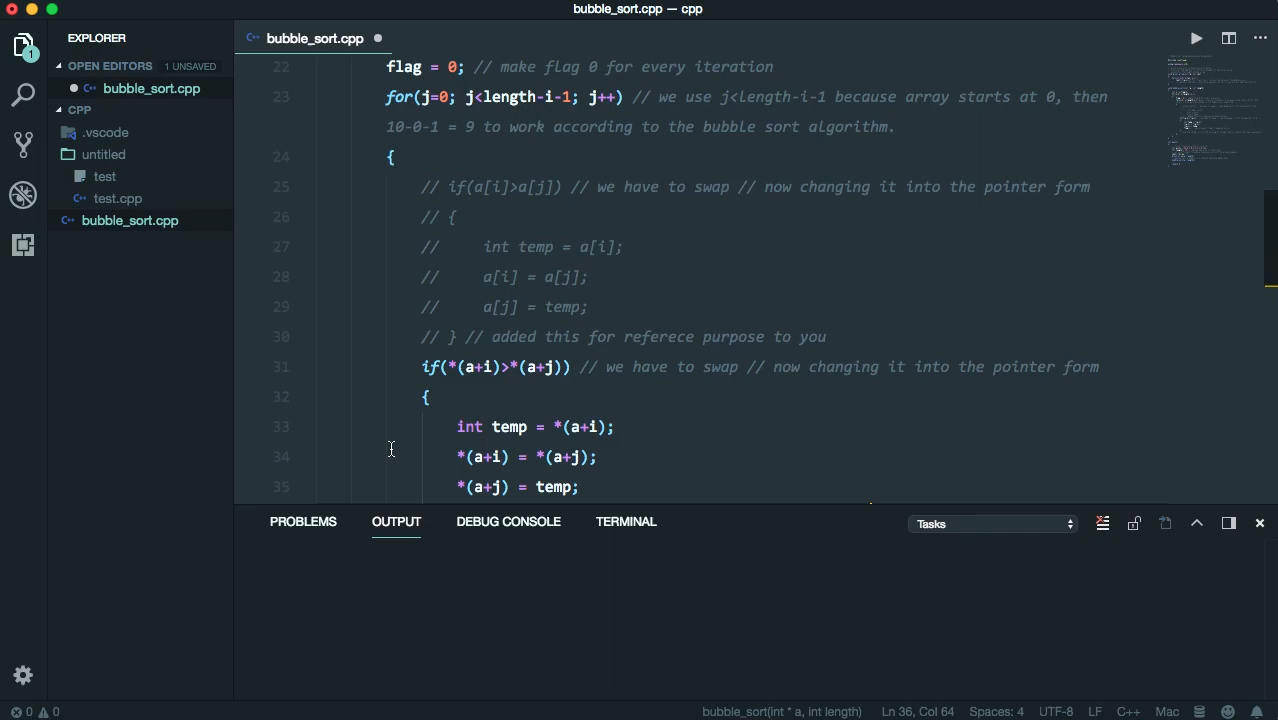 bubble_sort.cpp — cpp
EXPLORER
bubble_sort.cpp
1
OPEN EDITORS 1 UNSAVED
bubble_sort.cpp
CPP
.vscode
untitled
test
test.cpp
bubble_sort.cpp
22 flag = 0; // make flag 0 for every iteration
23 for(j=0; j<length-i-1; j++) // we use j<length-i-1 because array starts at 0, then
10-0-1 = 9 to work according to the bubble sort algorithm.
24 {
25 // if(a[i]>a[j]) // we have to swap // now changing it into the pointer form
26 // {
27 // int temp = a[i];
28 // a[i] = a[j];
29 // a[j] = temp;
30 // } // added this for referece purpose to you
31 if(*(a+i)>*(a+j)) // we have to swap // now changing it into the pointer form
32 {
33 int temp = *(a+i);
34 *(a+i) = *(a+j);
35 *(a+j) = temp;
PROBLEMS OUTPUT DEBUG CONSOLE TERMINAL Tasks
0 0 bubble_sort(int * a, int length) Ln 36, Col 64 Spaces: 4 UTF-8 LF C++ Mac